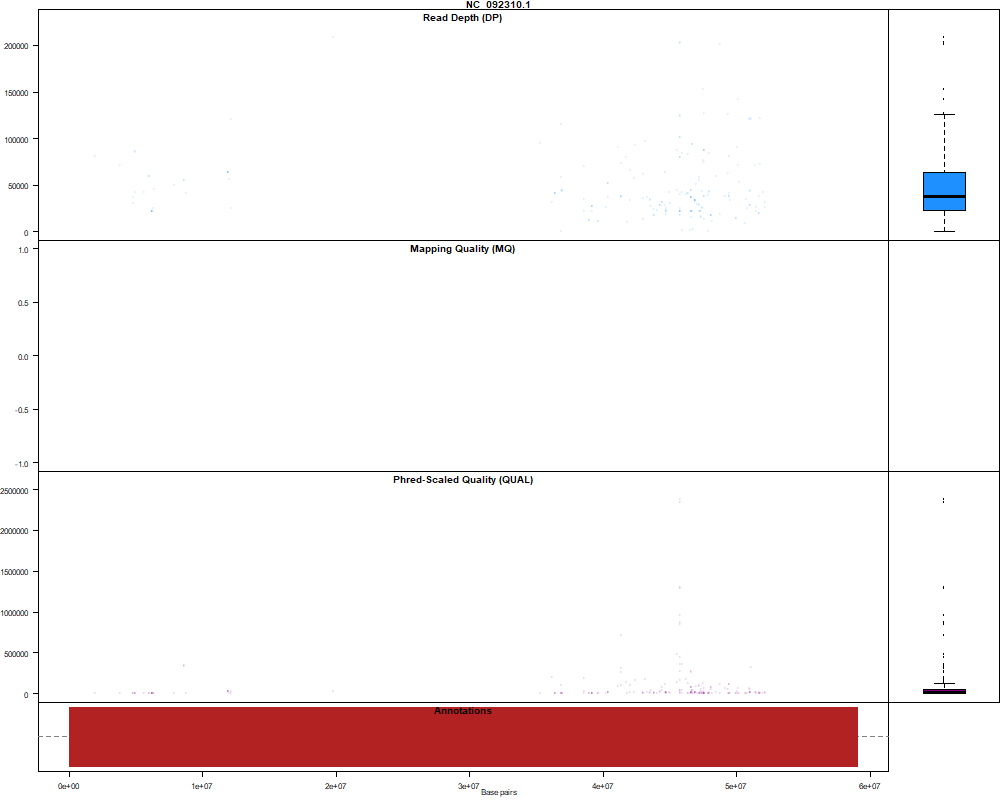 NC_092310.1
Read Depth (DP)
200000
150000
100000
50000
0
Mapping Quality (MQ)
1.0
0.5
0.0
-0.5
-1.0
Phred-Scaled Quality (QUAL)
2500000
2000000
1500000
1000000
500000
0
Annotations
0e+00 1e+07 2e+07 3e+07 4e+07 5e+07 6e+07
Base pairs